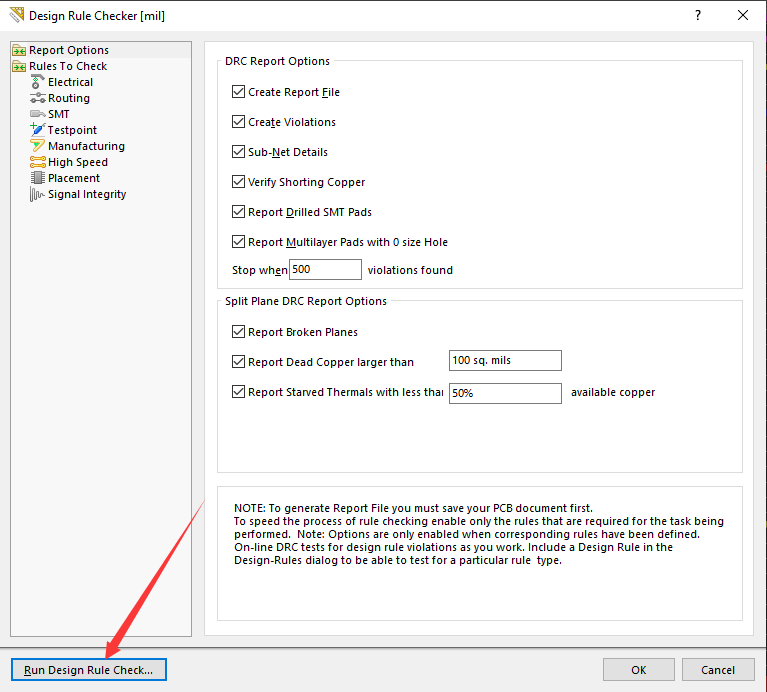 Design Rule Checker [mil]
?
Report Options
Rules To Check
Electrical
Routing
SMT
Testpoint
Manufacturing
High Speed
Placement
Signal Integrity
DRC Report Options
Create Report File
Create Violations
Sub-Net Details
Verify Shorting Copper
Report Drilled SMT Pads
Report Multilayer Pads with 0 size Hole
Stop when 500 violations found
Split Plane DRC Report Options
Report Broken Planes
Report Dead Copper larger than 100 sq. mils
Report Starved Thermals with less than 50% available copper
NOTE: To generate Report File you must save your PCB document first.
To speed the process of rule checking enable only the rules that are required for the task being
performed.  Note: Options are only enabled when corresponding rules have been defined.
On-line DRC tests for design rule violations as you work. Include a Design Rule in the
Design-Rules dialog to be able to test for a particular rule  type.
Run Design Rule Check... OK Cancel